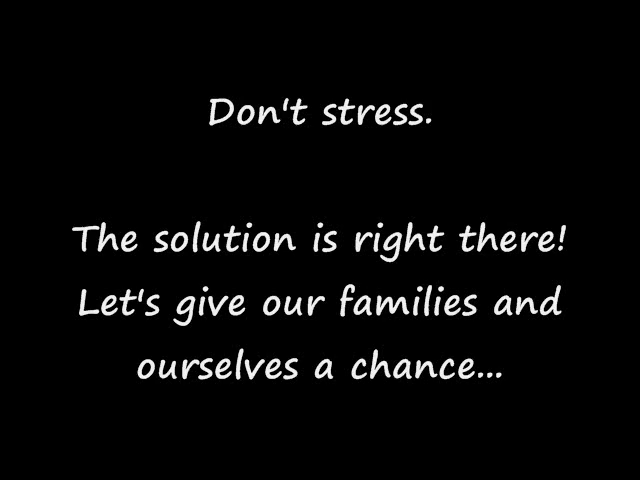 Don't stress.
The solution is right there!
Let's give our families and
ourselves a chance...